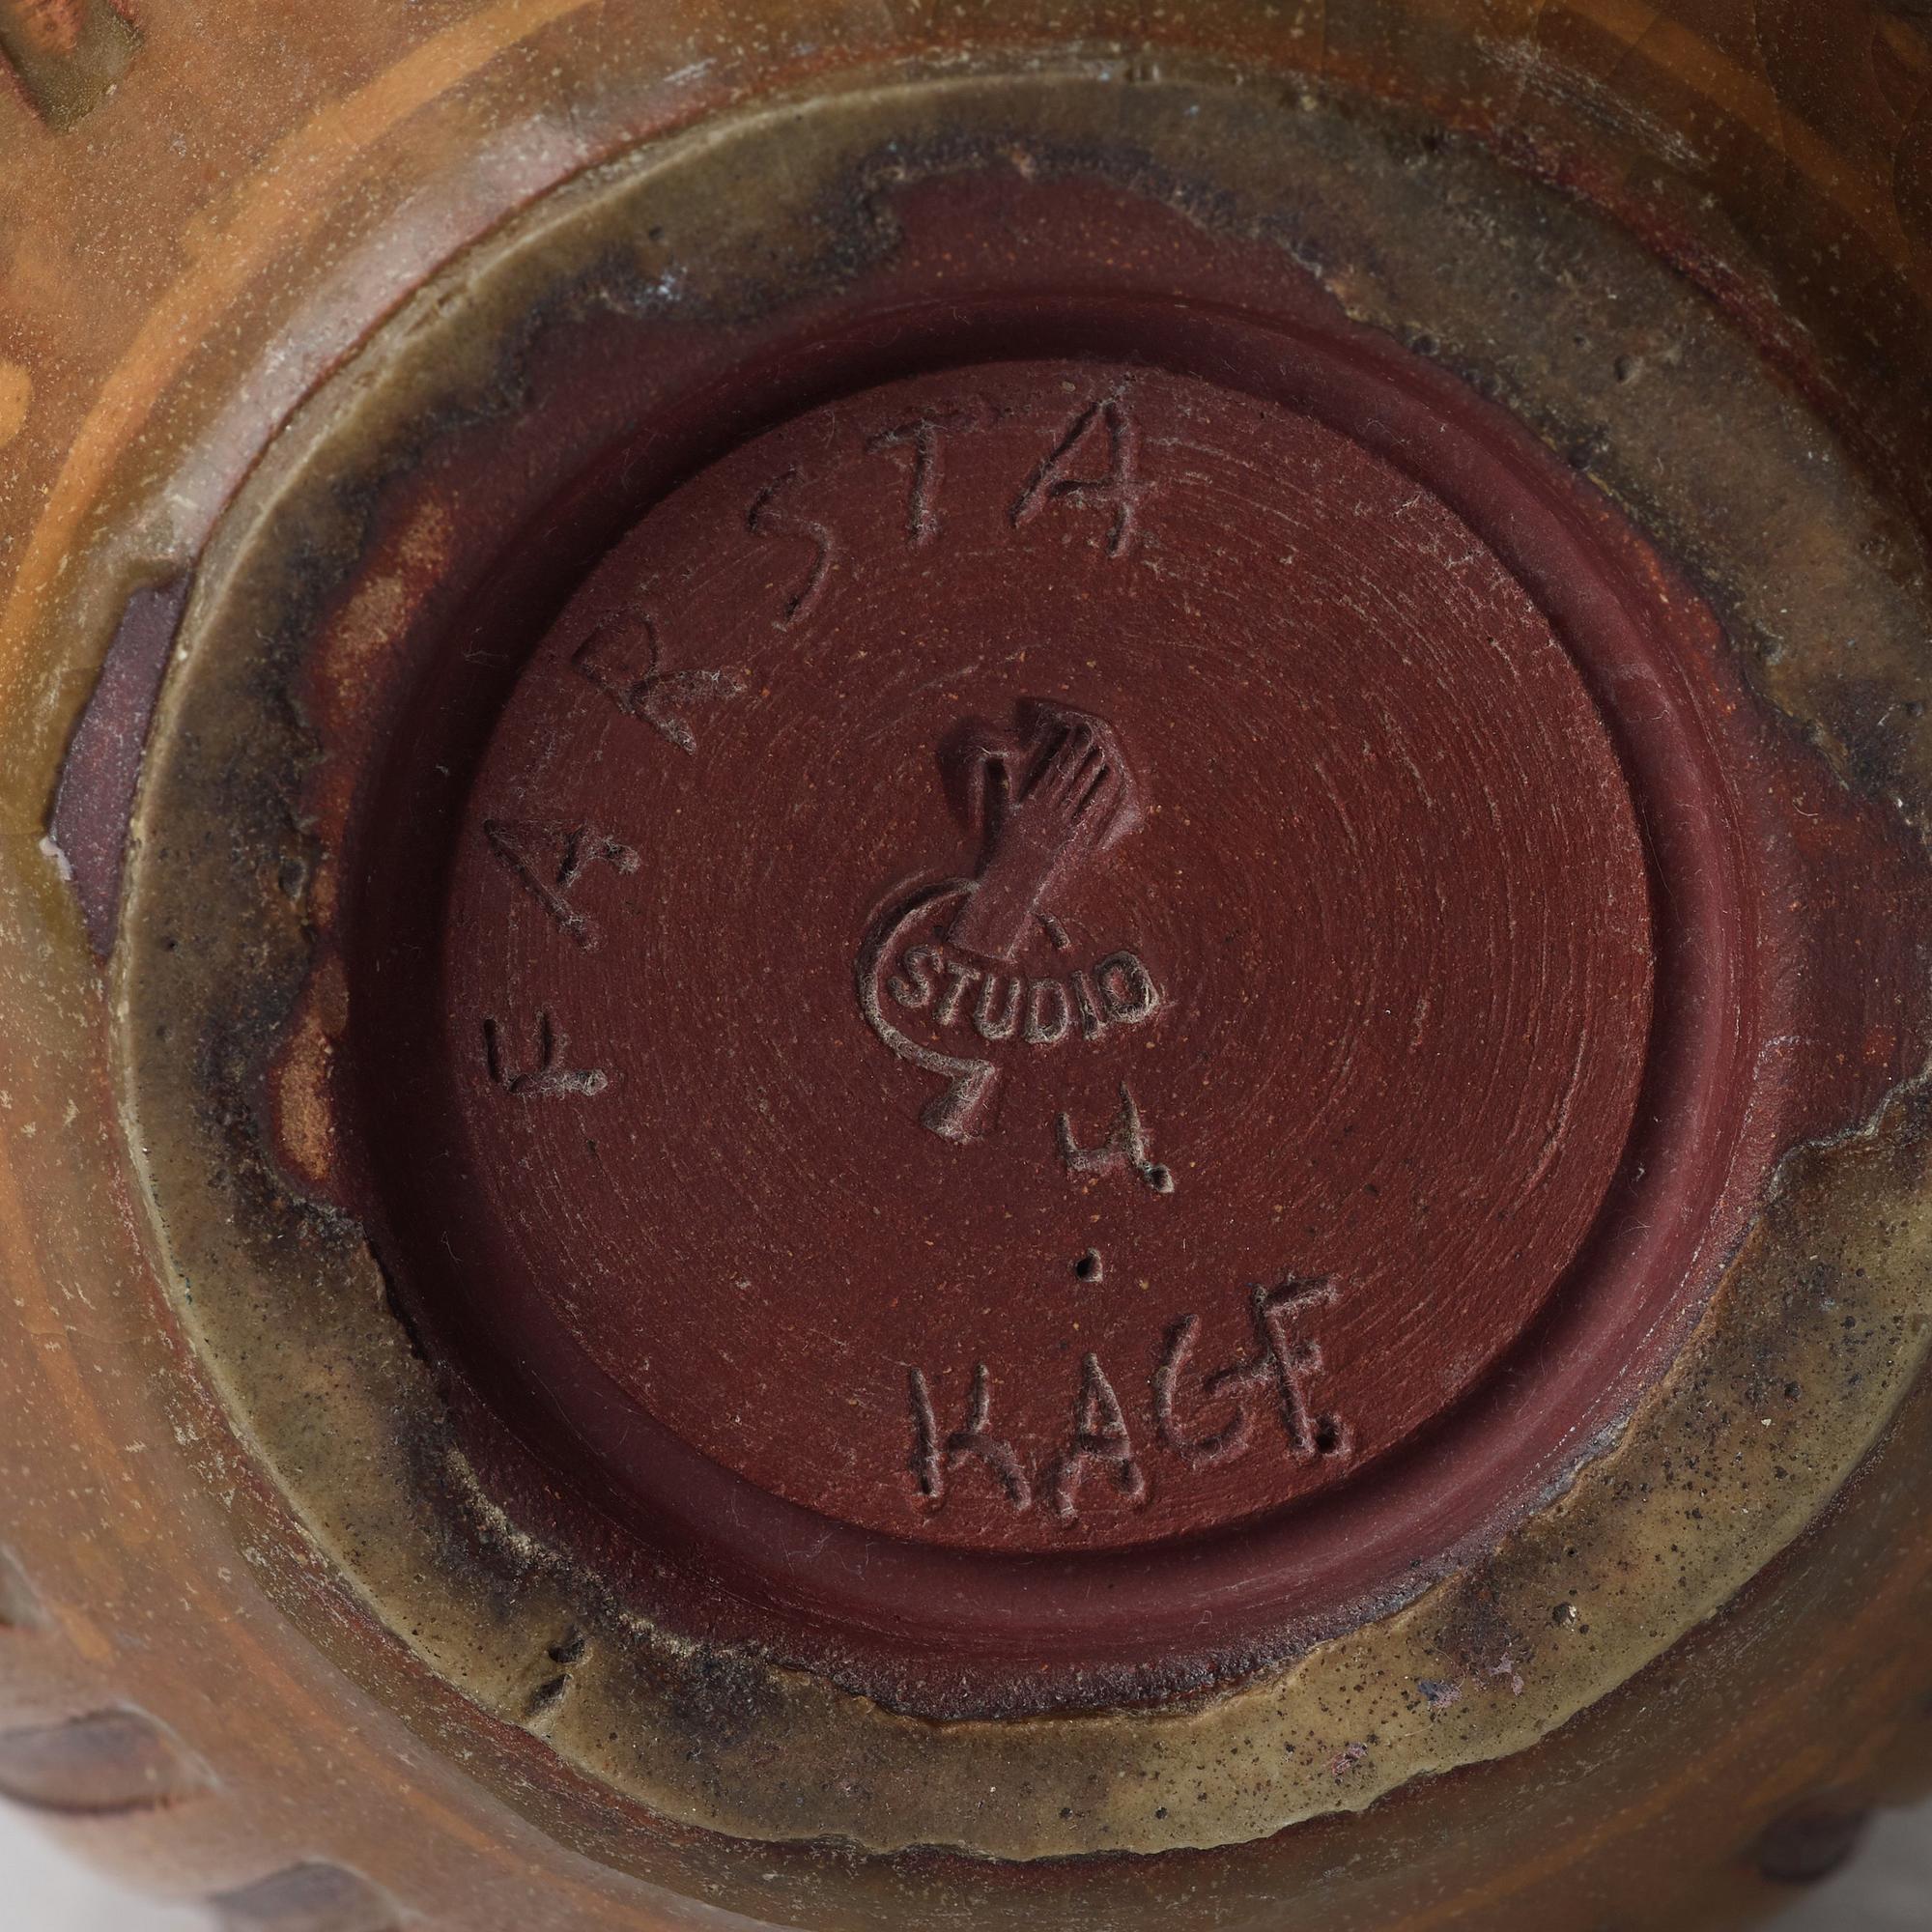 FARSTA
STUDIO
4.
.
KAGE.